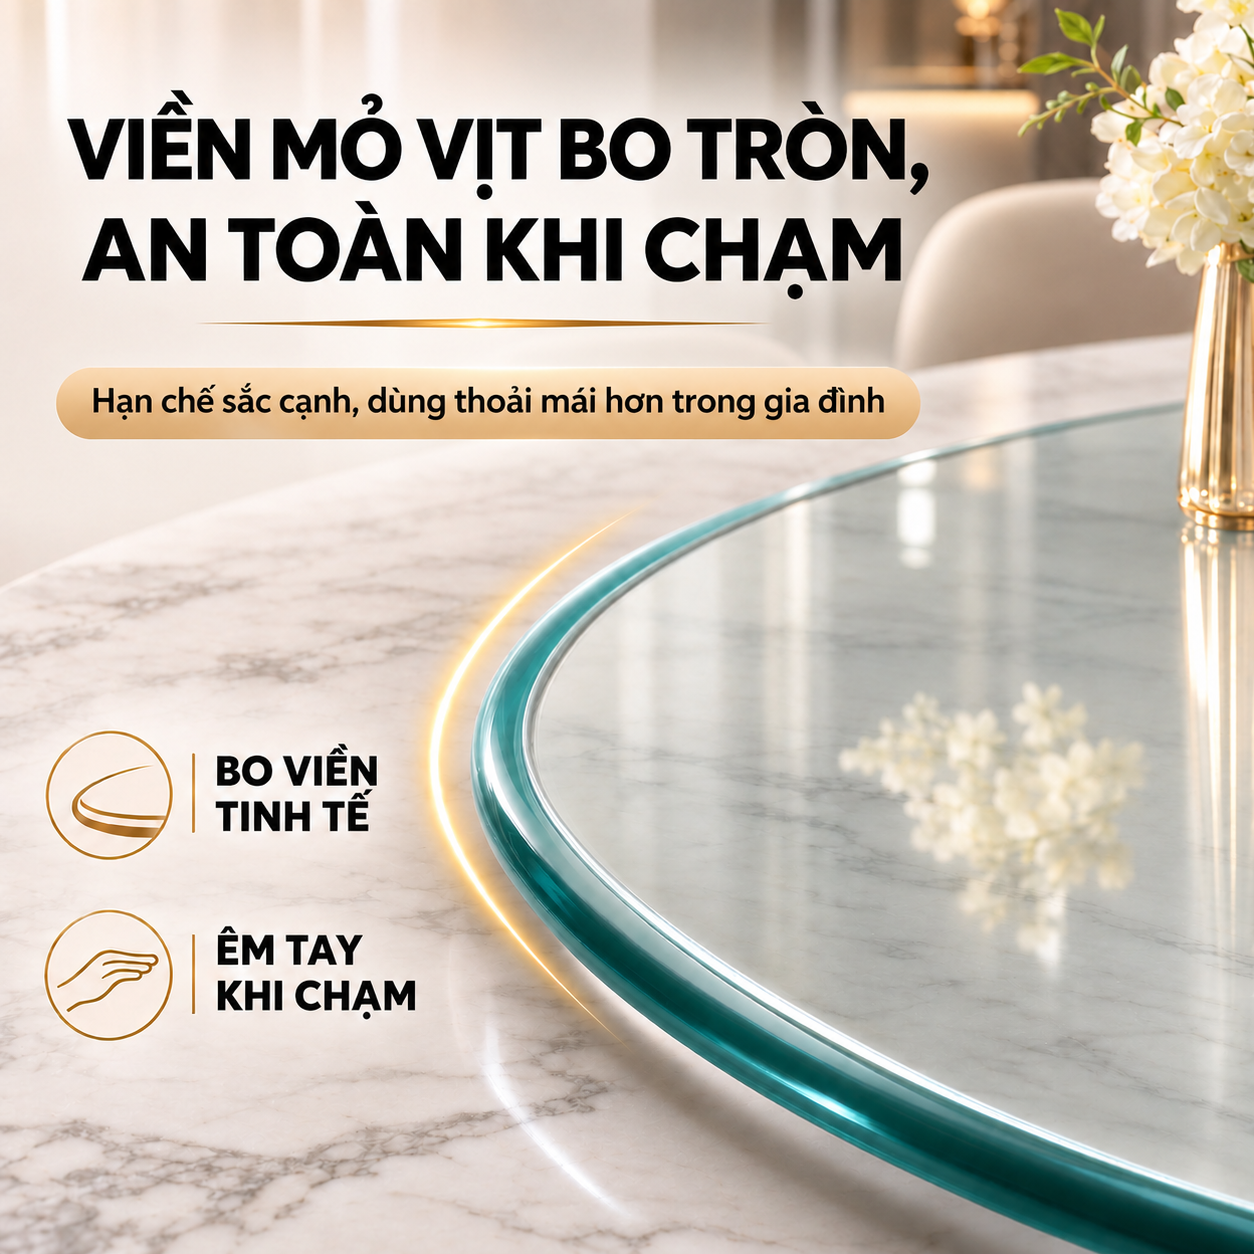 VIỀN MỎ VỊT BO TRÒN,
AN TOÀN KHI CHẠM
Hạn chế sắc cạnh, dùng thoải mái hơn trong gia đình
BO VIỀN
TINH TẾ
ÊM TAY
KHI CHẠM